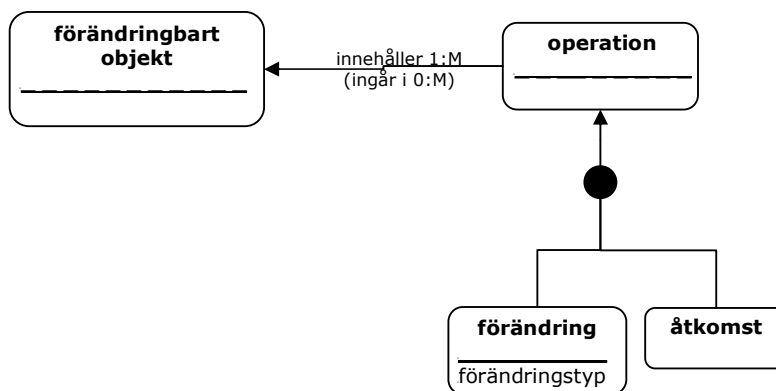 förändringbart
objekt
innehåller 1:M
(ingår i 0:M)
operation
förändring
förändringstyp
åtkomst